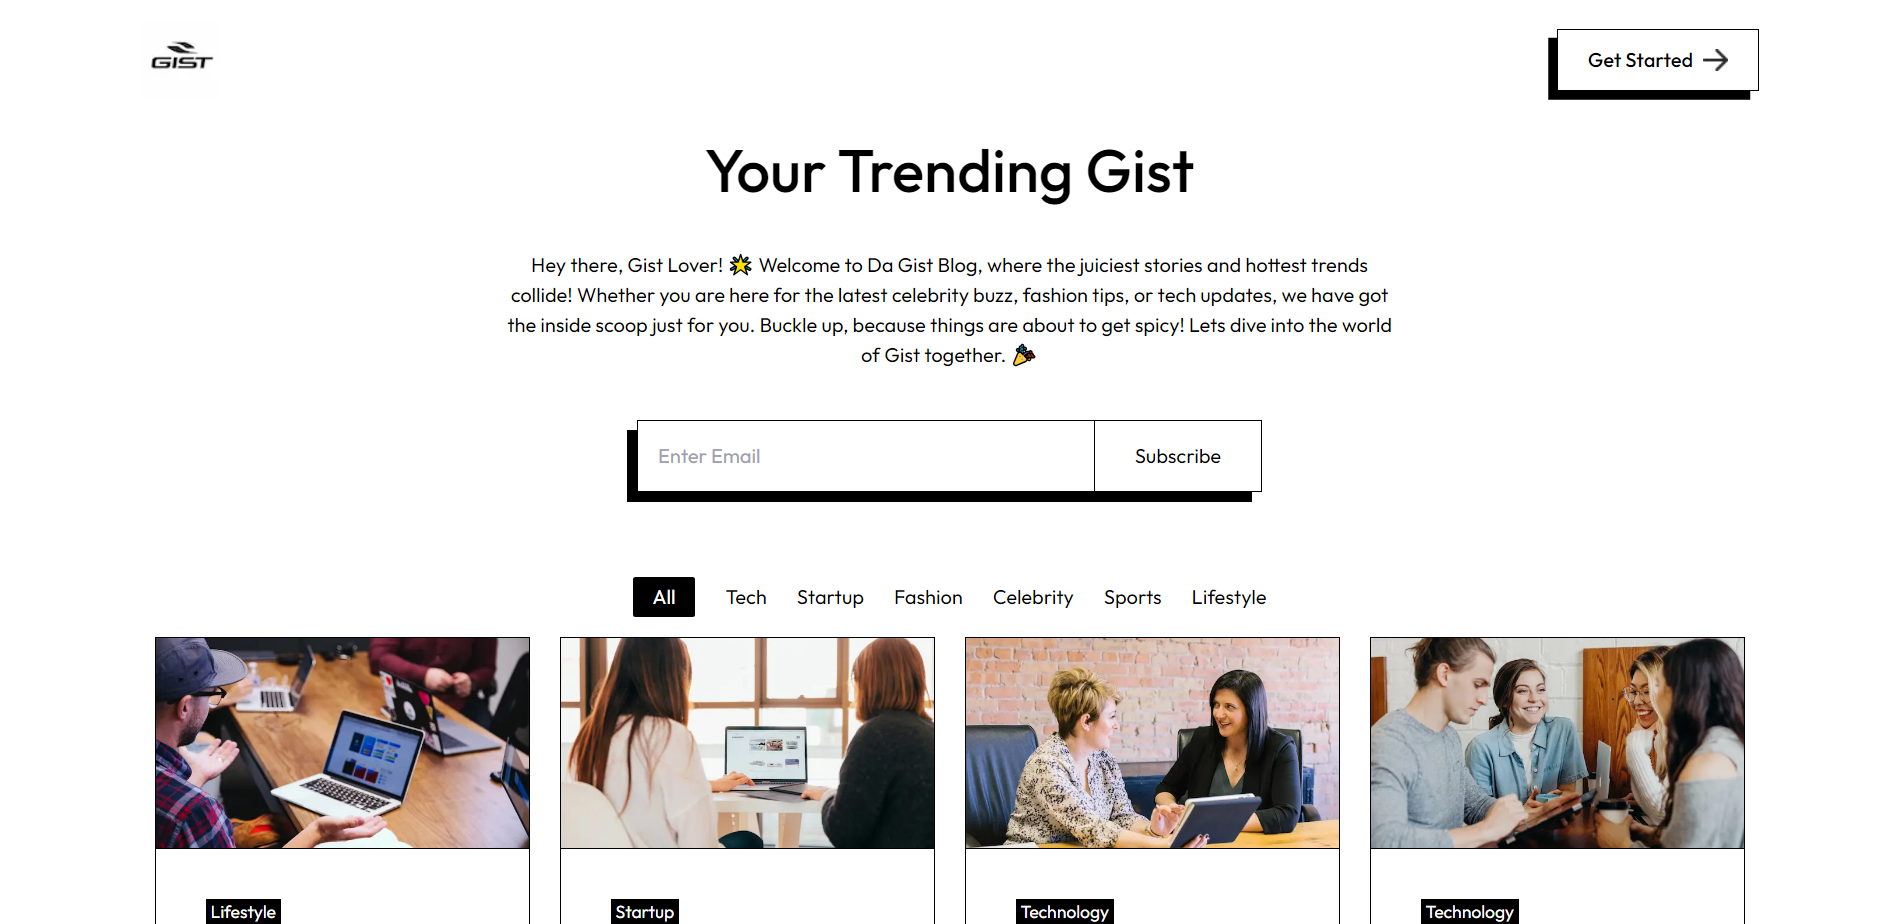 GIST
Get Started
Your Trending Gist
Hey there, Gist Lover! 🌟 Welcome to Da Gist Blog, where the juiciest stories and hottest trends
collide! Whether you are here for the latest celebrity buzz, fashion tips, or tech updates, we have got
the inside scoop just for you. Buckle up, because things are about to get spicy! Lets dive into the world
of Gist together. 🎉
Enter Email
Subscribe
All Tech Startup Fashion Celebrity Sports Lifestyle
Lifestyle Startup Technology Technology